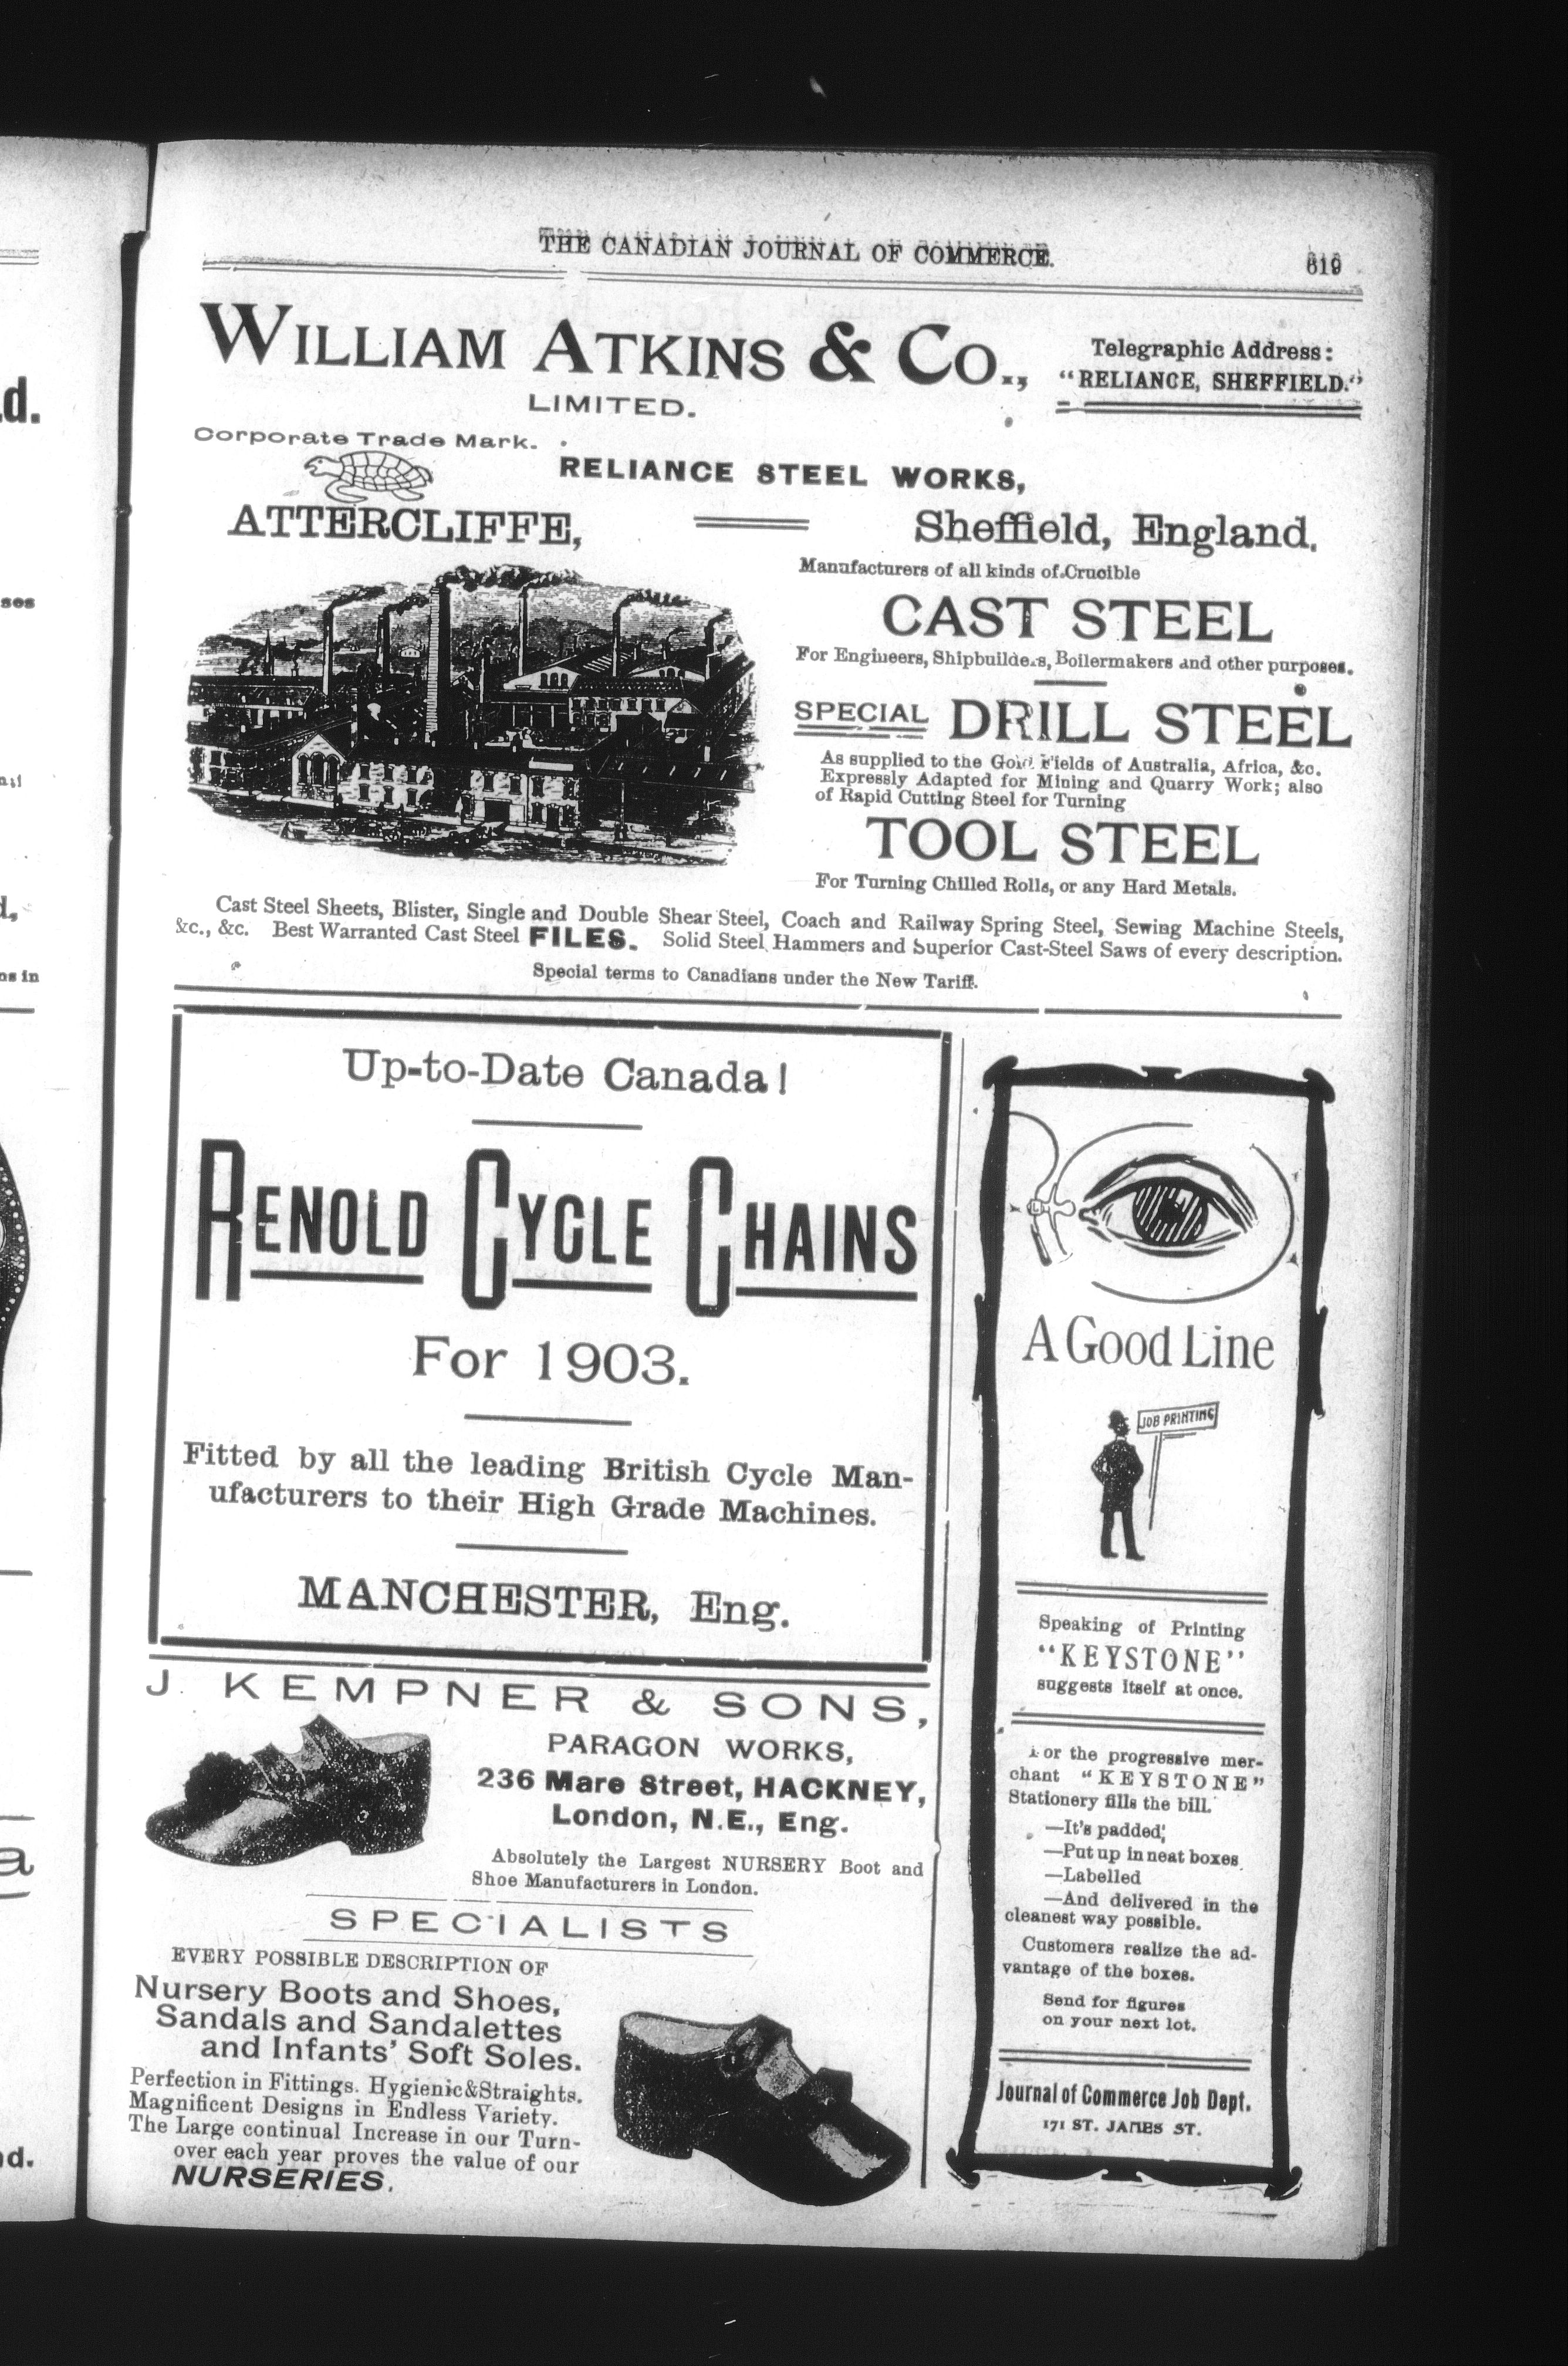 THE CANADIAN JOURNAL OF COMMERCE.
WILLIAM ATKINS & CO.,
LIMITED.
Telegraphic Address:
"RELIANCE, SHEFFIELD."
Corporate Trade Mark.
RELIANCE STEEL WORKS,
ATTERCLIFFE,
Sheffield, England.
Manufacturers of all kinds of Crucible
CAST STEEL
For Engineers, Shipbuilders, Boilermakers and other purposes.
SPECIAL DRILL STEEL
As supplied to the Gold Fields of Australia, Africa, &c.
Expressly Adapted for Mining and Quarry Work; also
of Rapid Cutting Steel for Turning
TOOL STEEL
For Turning Chilled Rolls, or any Hard Metals.
Cast Steel Sheets, Blister, Single and Double Shear Steel, Coach and Railway Spring Steel, Sewing Machine Steels,
&c., &c. Best Warranted Cast Steel FILES. Solid Steel Hammers and Superior Cast-Steel Saws of every description.
Special terms to Canadians under the New Tariff.
Up-to-Date Canada!
RENOLD CYCLE CHAINS
For 1903.
Fitted by all the leading British Cycle Man-
ufacturers to their High Grade Machines.
MANCHESTER, Eng.
J. KEMPNER & SONS,
PARAGON WORKS,
236 Mare Street, HACKNEY,
London, N.E., Eng.
Absolutely the Largest NURSERY Boot and
Shoe Manufacturers in London.
SPECIALISTS
EVERY POSSIBLE DESCRIPTION OF
Nursery Boots and Shoes,
Sandals and Sandalettes
and Infants' Soft Soles.
Perfection in Fittings. Hygienic&Straights.
Magnificent Designs in Endless Variety.
The Large continual Increase in our Turn-
over each year proves the value of our
NURSERIES.
A Good Line
JOB PRINTING
Speaking of Printing
"KEYSTONE"
suggests itself at once.
For the progressive mer-
chant "KEYSTONE"
Stationery fills the bill.
—It's padded;
—Put up in neat boxes
—Labelled
—And delivered in the
cleanest way possible.
Customers realize the ad-
vantage of the boxes.
Send for figures
on your next lot.
Journal of Commerce Job Dept.
171 ST. JAMES ST.